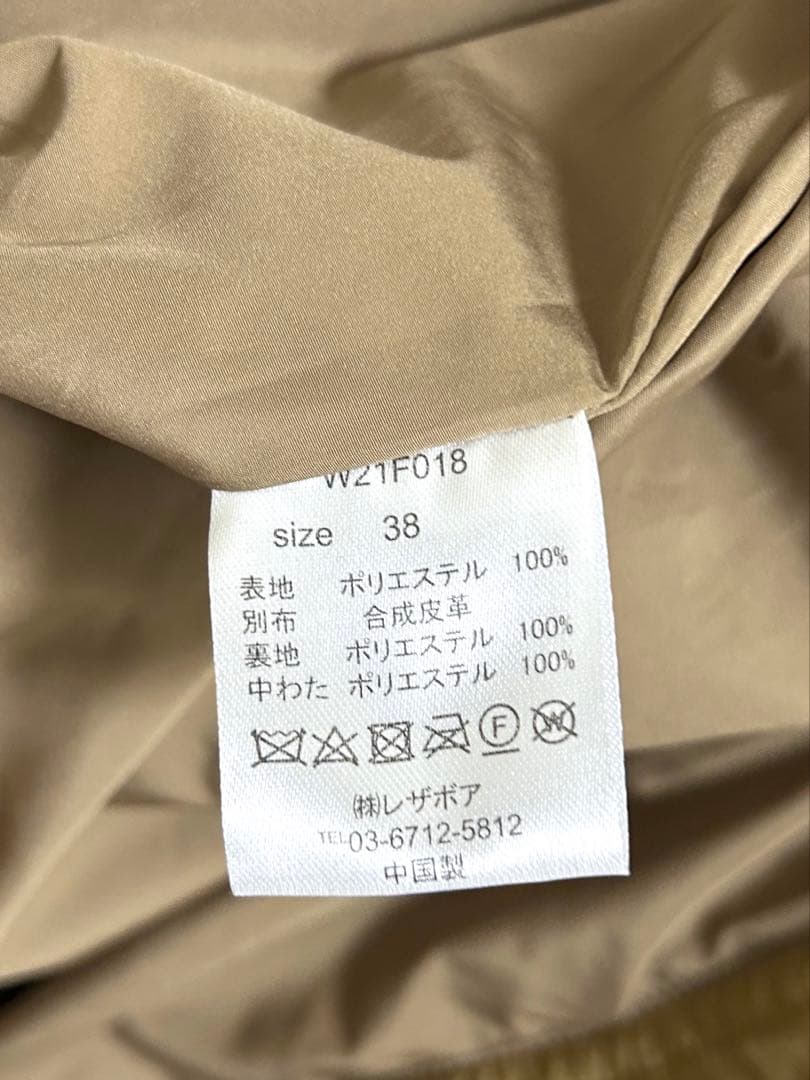 W21F018
size 38
表地 ポリエステル 100%
別布 合成皮革
裏地 ポリエステル 100%
中わた ポリエステル 100%
F W
㈱レザボア
TEL03-6712-5812
中国製